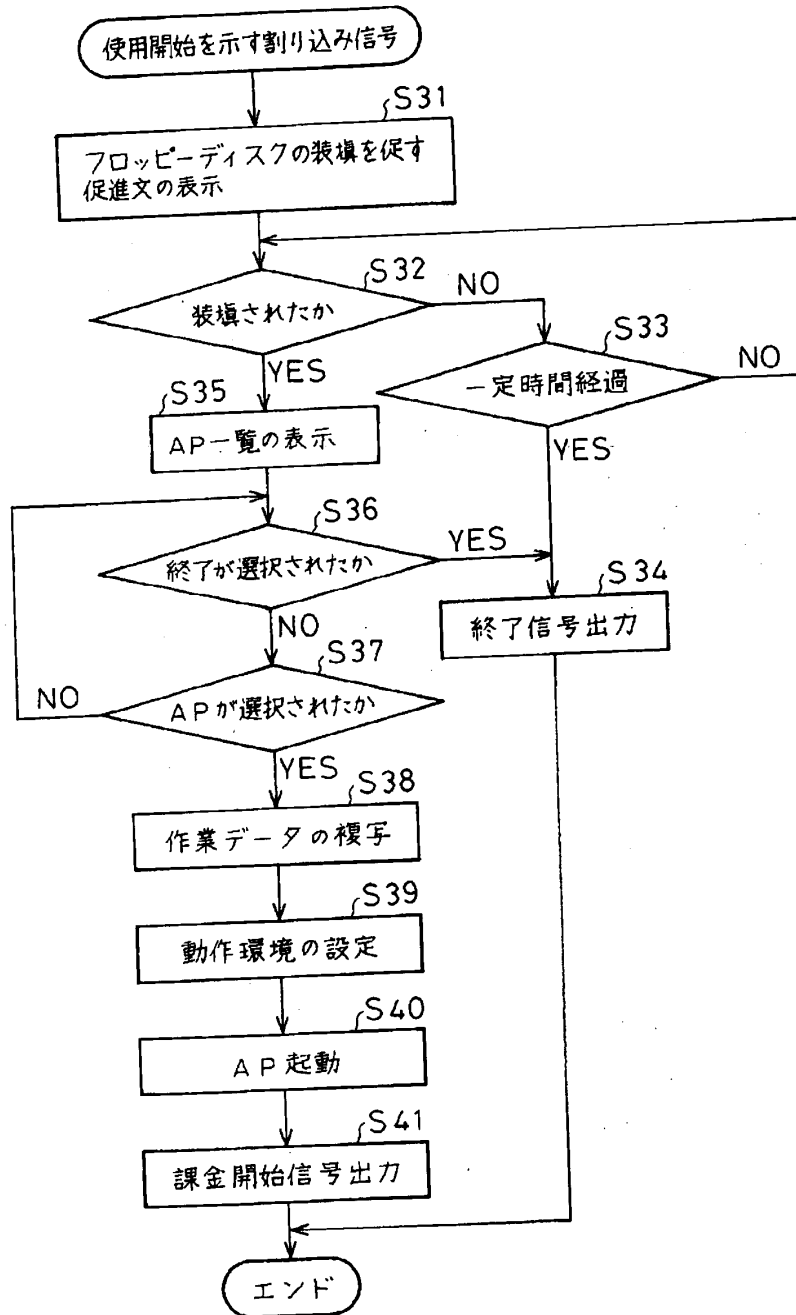 使用開始を示す割り込み信号
S31
フロッピーディスクの装填を促す
促進文の表示
S32
装填されたか
NO
YES
S33
一定時間経過
NO
YES
S35
AP一覧の表示
S36
終了が選択されたか
YES
NO
S34
終了信号出力
S37
APが選択されたか
NO
YES
S38
作業データの複写
S39
動作環境の設定
S40
AP起動
S41
課金開始信号出力
エンド